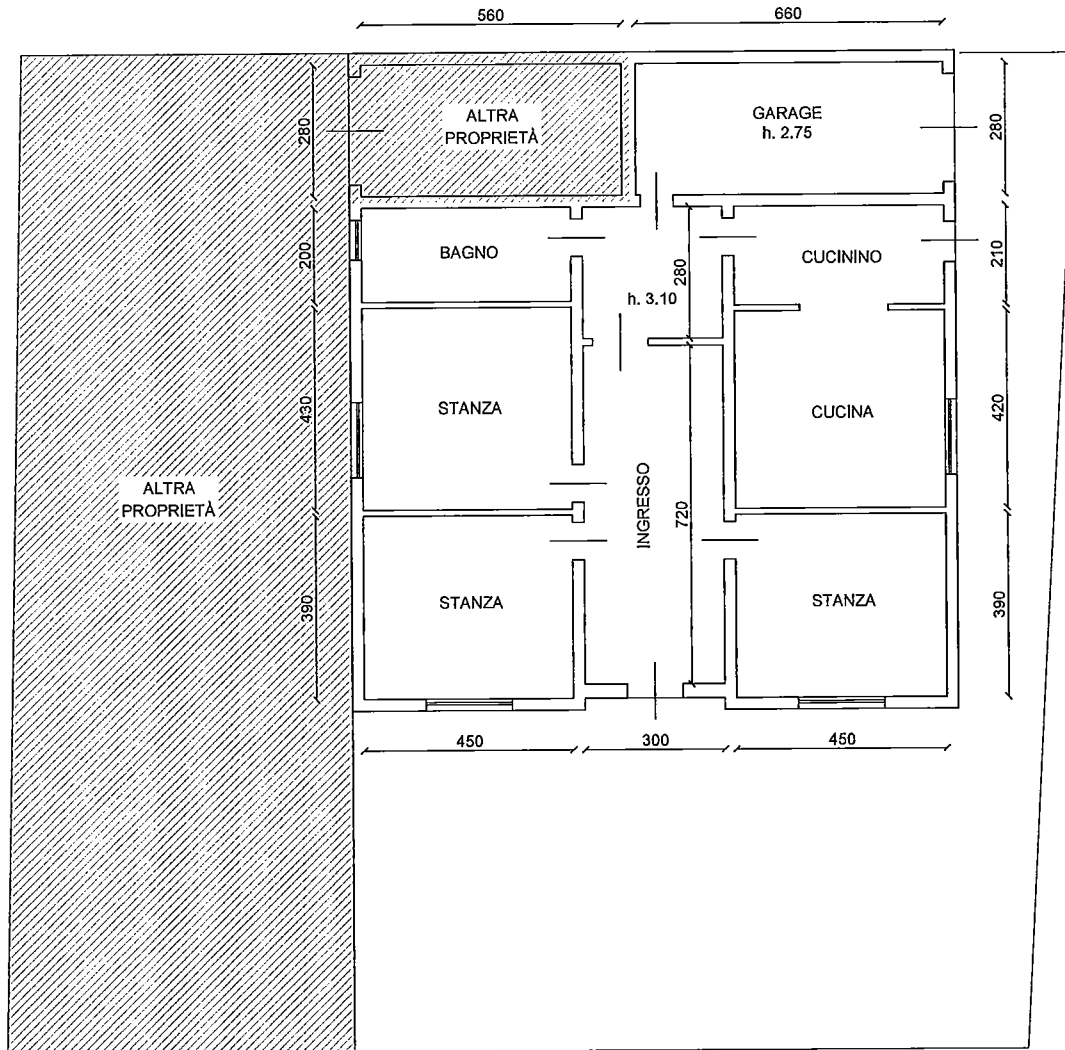 560
660
ALTRA
PROPRIETÀ
GARAGE
h. 2.75
280
280
BAGNO
CUCININO
200
280
210
h. 3.10
STANZA
CUCINA
430
420
ALTRA
PROPRIETÀ
INGRESSO
720
STANZA
STANZA
390
390
450
300
450